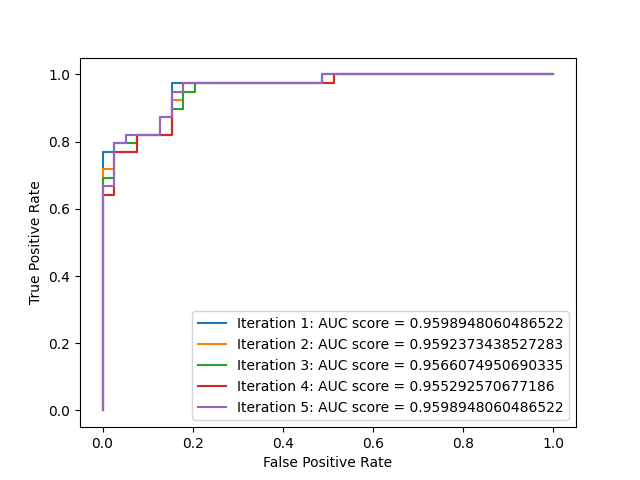 1.0
0.8
0.6
0.4
0.2
0.0
True Positive Rate
Iteration 1: AUC score = 0.9598948060486522
Iteration 2: AUC score = 0.9592373438527283
Iteration 3: AUC score = 0.9566074950690335
Iteration 4: AUC score = 0.955292570677186
Iteration 5: AUC score = 0.9598948060486522
0.0 0.2 0.4 0.6 0.8 1.0
False Positive Rate